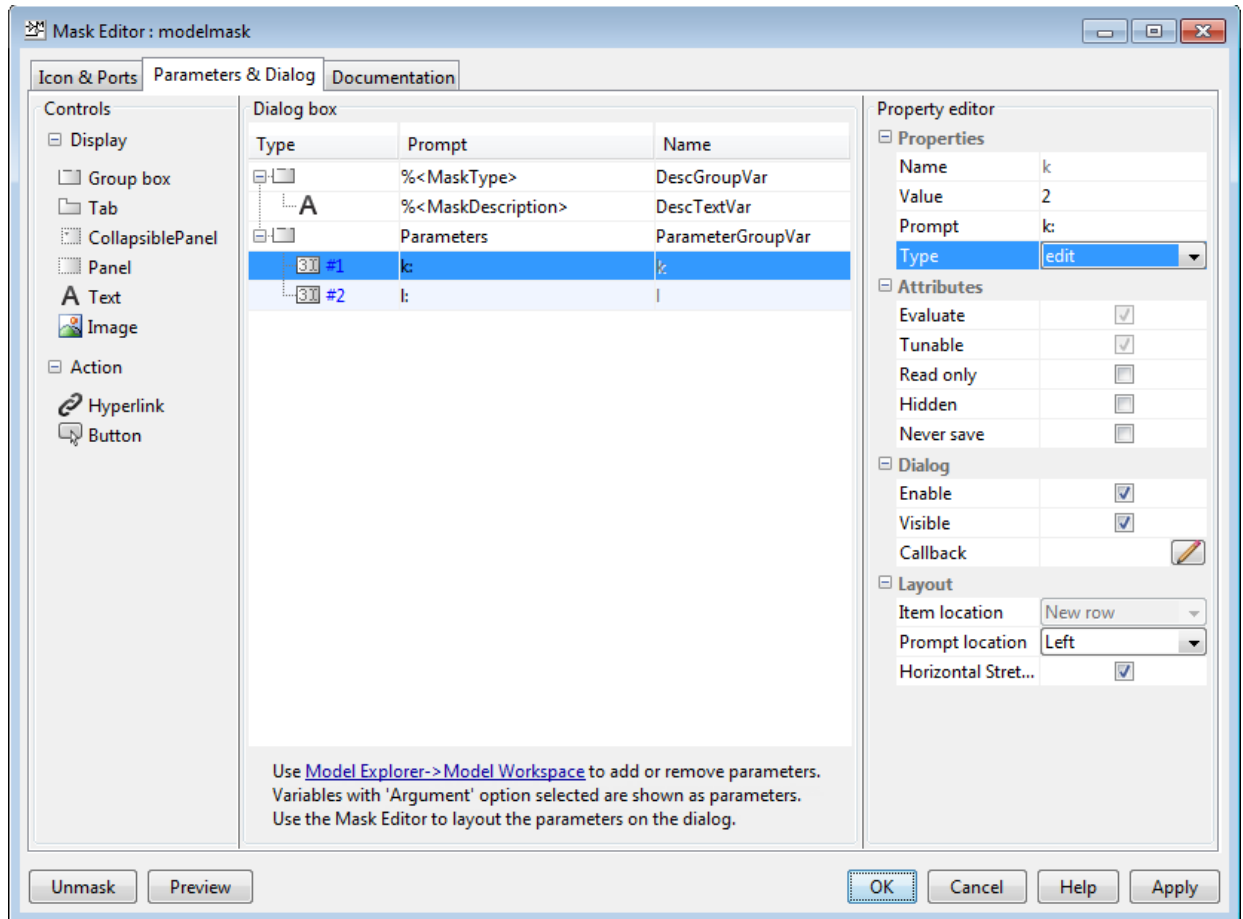 Mask Editor : modelmask
Icon & Ports Parameters & Dialog Documentation
Controls
Display
Group box
Tab
CollapsiblePanel
Panel
A Text
Image
Action
Hyperlink
Button
Dialog box
Type Prompt Name
%<MaskType> DescGroupVar
A %<MaskDescription> DescTextVar
Parameters ParameterGroupVar
#1 k: k
#2 l: l
Use Model Explorer->Model Workspace to add or remove parameters.
Variables with 'Argument' option selected are shown as parameters.
Use the Mask Editor to layout the parameters on the dialog.
Property editor
Properties
Name k
Value 2
Prompt k:
Type edit
Attributes
Evaluate
Tunable
Read only
Hidden
Never save
Dialog
Enable
Visible
Callback
Layout
Item location New row
Prompt location Left
Horizontal Stret...
Unmask Preview OK Cancel Help Apply